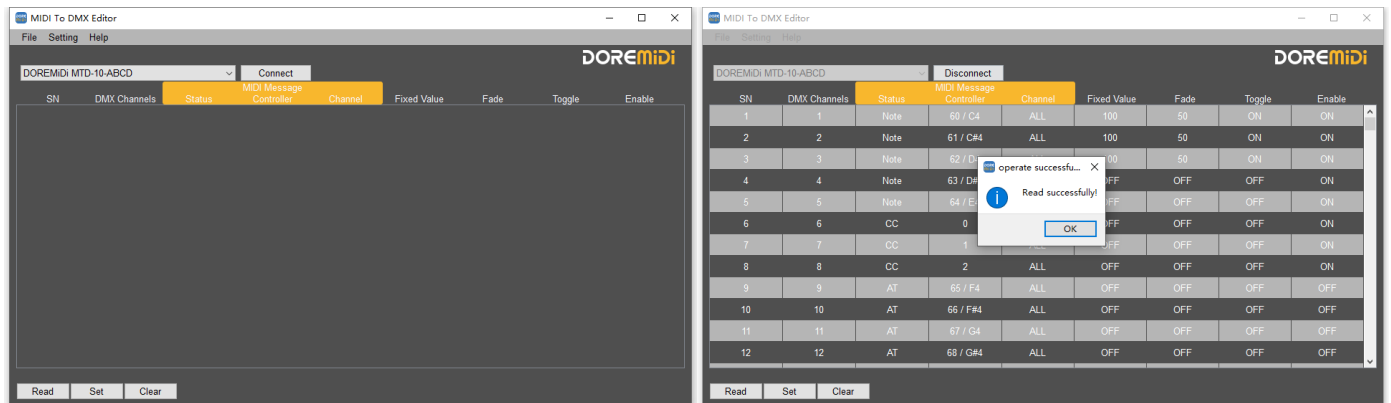 MIDI To DMX Editor
File Setting Help
DOREMiDi
DOREMiDi MTD-10-ABCD Connect
MIDI Message
SN DMX Channels Status Controller Channel Fixed Value Fade Toggle Enable
Read Set Clear
MIDI To DMX Editor
File Setting Help
DOREMiDi
DOREMiDi MTD-10-ABCD Disconnect
MIDI Message
SN DMX Channels Status Controller Channel Fixed Value Fade Toggle Enable
1 1 Note 60 / C4 ALL 100 50 ON ON
2 2 Note 61 / C#4 ALL 100 50 ON ON
3 3 Note 62 / 50 ON ON
4 4 Note 63 / D# OFF OFF ON
5 5 Note 64 / OFF OFF ON
6 6 CC 0 OFF OFF ON
7 7 CC 1 OFF OFF OFF ON
8 8 CC 2 ALL OFF OFF OFF ON
9 9 AT 65 / F4 ALL OFF OFF OFF OFF
10 10 AT 66 / F#4 ALL OFF OFF OFF OFF
11 11 AT 67 / G4 ALL OFF OFF OFF OFF
12 12 AT 68 / G#4 ALL OFF OFF OFF OFF
operate successfu...
Read successfully!
OK
Read Set Clear